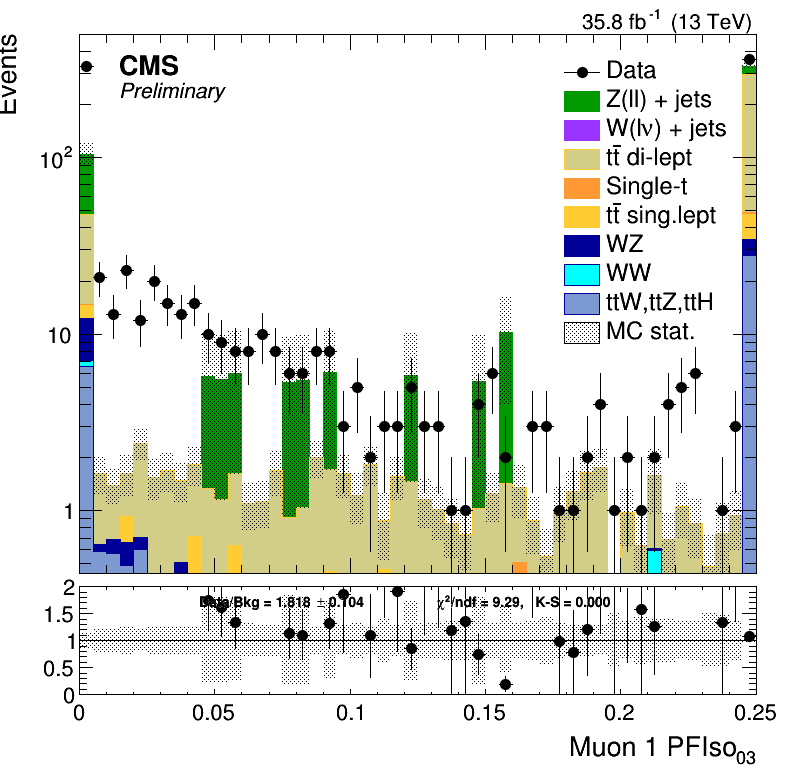 35.8 fb⁻¹ (13 TeV)
Events
CMS
Preliminary
Data
Z(ll) + jets
W(lν) + jets
tt̄ di-lept
Single-t
tt̄ sing.lept
WZ
WW
ttW,ttZ,ttH
MC stat.
10²
10
1
Data/Bkg = 1.818 ± 0.104
χ²/ndf = 9.29, K-S = 0.000
2
1.5
1
0.5
0
0 0.05 0.1 0.15 0.2 0.25
Muon 1 PFIso₀₃